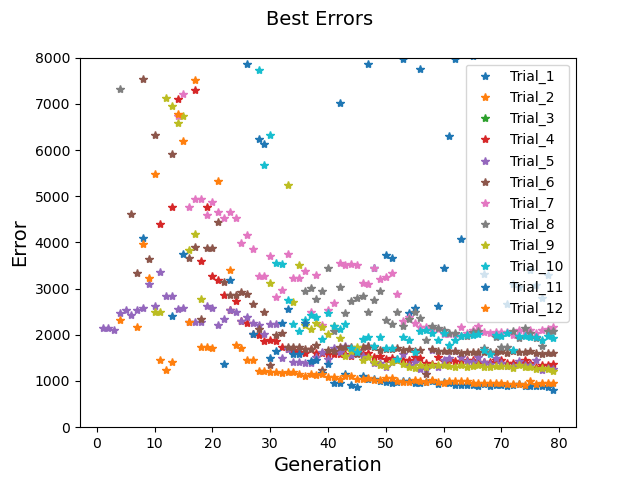 Best Errors
8000
7000
6000
5000
4000
3000
2000
1000
0
Error
0 10 20 30 40 50 60 70 80
Generation
Trial_1
Trial_2
Trial_3
Trial_4
Trial_5
Trial_6
Trial_7
Trial_8
Trial_9
Trial_10
Trial_11
Trial_12